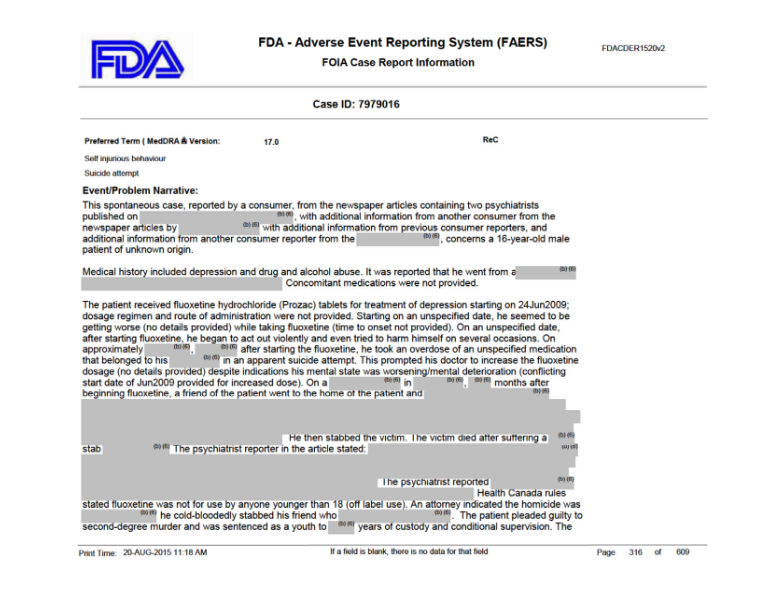 FDA
FDA - Adverse Event Reporting System (FAERS)
FDACDER1520v2
FOIA Case Report Information
Case ID: 7979016
Preferred Term ( MedDRA Version: 17.0 ReC
Self injurious behaviour
Suicide attempt
Event/Problem Narrative:
This spontaneous case, reported by a consumer, from the newspaper articles containing two psychiatrists
published on (b) (6), with additional information from another consumer from the
newspaper articles by (b) (6) with additional information from previous consumer reporters, and
additional information from another consumer reporter from the (b) (6), concerns a 16-year-old male
patient of unknown origin.
Medical history included depression and drug and alcohol abuse. It was reported that he went from a (b) (6)
Concomitant medications were not provided.
The patient received fluoxetine hydrochloride (Prozac) tablets for treatment of depression starting on 24Jun2009;
dosage regimen and route of administration were not provided. Starting on an unspecified date, he seemed to be
getting worse (no details provided) while taking fluoxetine (time to onset not provided). On an unspecified date,
after starting fluoxetine, he began to act out violently and even tried to harm himself on several occasions. On
approximately (b) (6), (b) (6) after starting the fluoxetine, he took an overdose of an unspecified medication
that belonged to his (b) (6) in an apparent suicide attempt. This prompted his doctor to increase the fluoxetine
dosage (no details provided) despite indications his mental state was worsening/mental deterioration (conflicting
start date of Jun2009 provided for increased dose). On a (b) (6) in (b) (6), (b) (6) months after
beginning fluoxetine, a friend of the patient went to the home of the patient and (b) (6)
He then stabbed the victim. The victim died after suffering a (b) (6)
stab (b) (6) The psychiatrist reporter in the article stated: (b) (6)
The psychiatrist reported (b) (6)
Health Canada rules
stated fluoxetine was not for use by anyone younger than 18 (off label use). An attorney indicated the homicide was
(b) (6) he cold-bloodedly stabbed his friend who (b) (6). The patient pleaded guilty to
second-degree murder and was sentenced as a youth to (b) (6) years of custody and conditional supervision. The
Print Time: 20-AUG-2015 11:18 AM If a field is blank, there is no data for that field Page 316 of 609